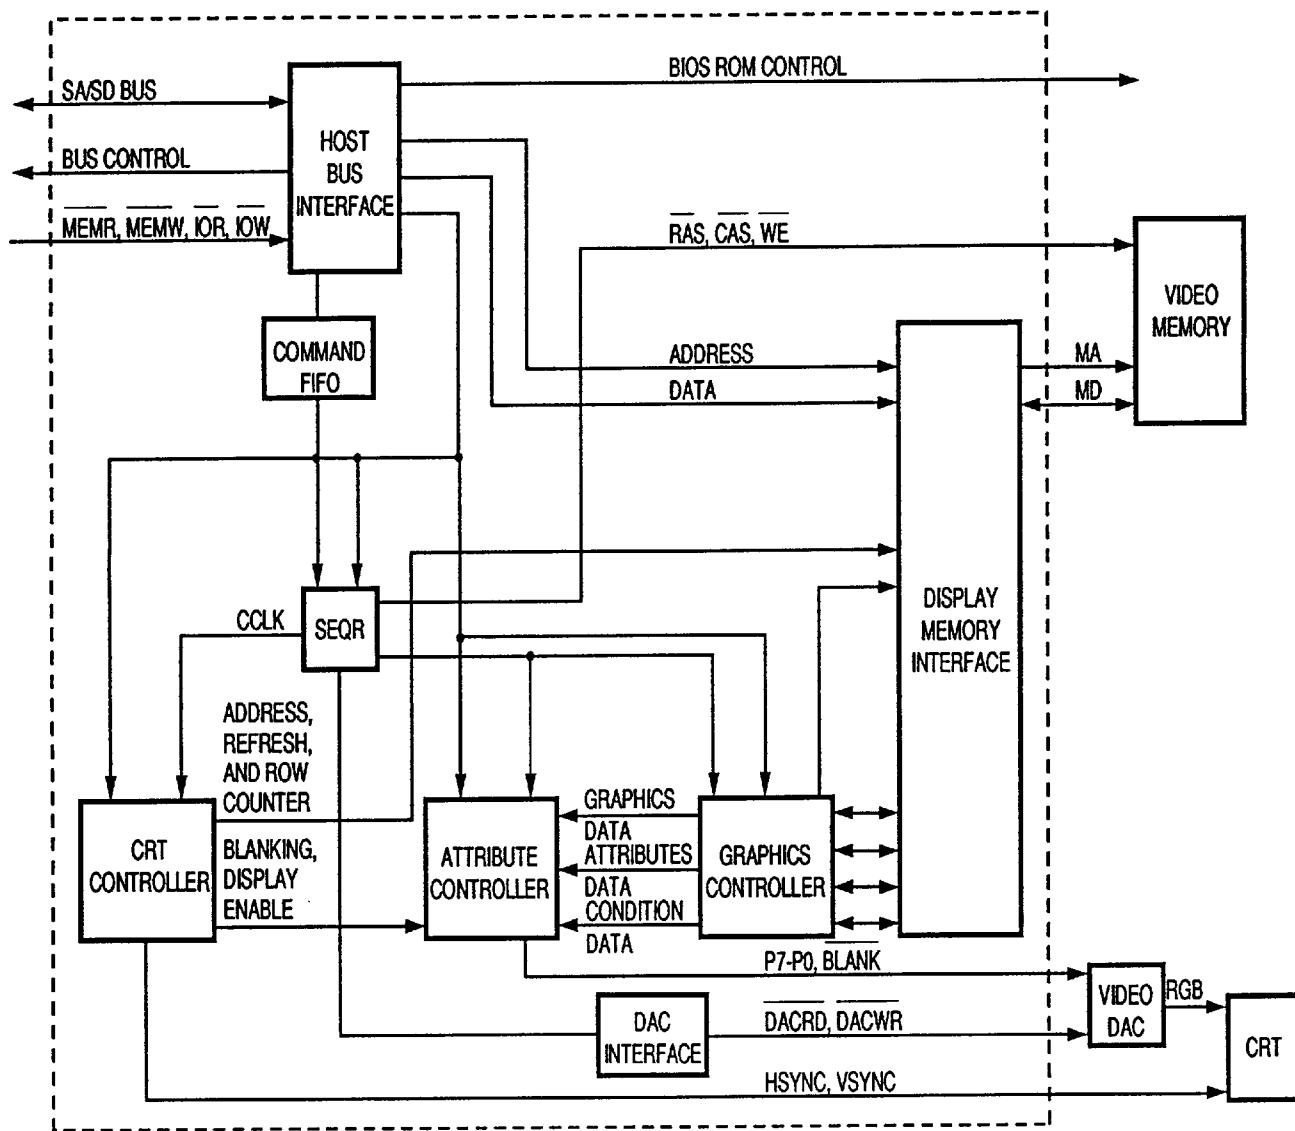 BIOS ROM CONTROL
SA/SD BUS
HOST
BUS
INTERFACE
BUS CONTROL
MEMR, MEMW, IOR, IOW
RAS, CAS, WE
VIDEO
MEMORY
COMMAND
FIFO
ADDRESS
DATA
MA
MD
CCLK
SEQR
DISPLAY
MEMORY
INTERFACE
ADDRESS,
REFRESH,
AND ROW
COUNTER
CRT
CONTROLLER
BLANKING,
DISPLAY
ENABLE
ATTRIBUTE
CONTROLLER
GRAPHICS
DATA
ATTRIBUTES
DATA
CONDITION
DATA
GRAPHICS
CONTROLLER
P7-P0, BLANK
VIDEO
DAC
RGB
DAC
INTERFACE
DACRD, DACWR
CRT
HSYNC, VSYNC